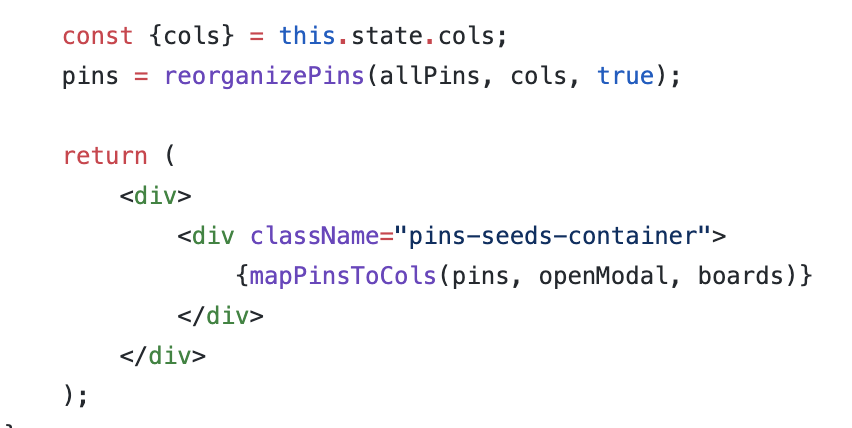 const {cols} = this.state.cols;
pins = reorganizePins(allPins, cols, true);
return (
<div>
<div className="pins-seeds-container">
{mapPinsToCols(pins, openModal, boards)}
</div>
</div>
);